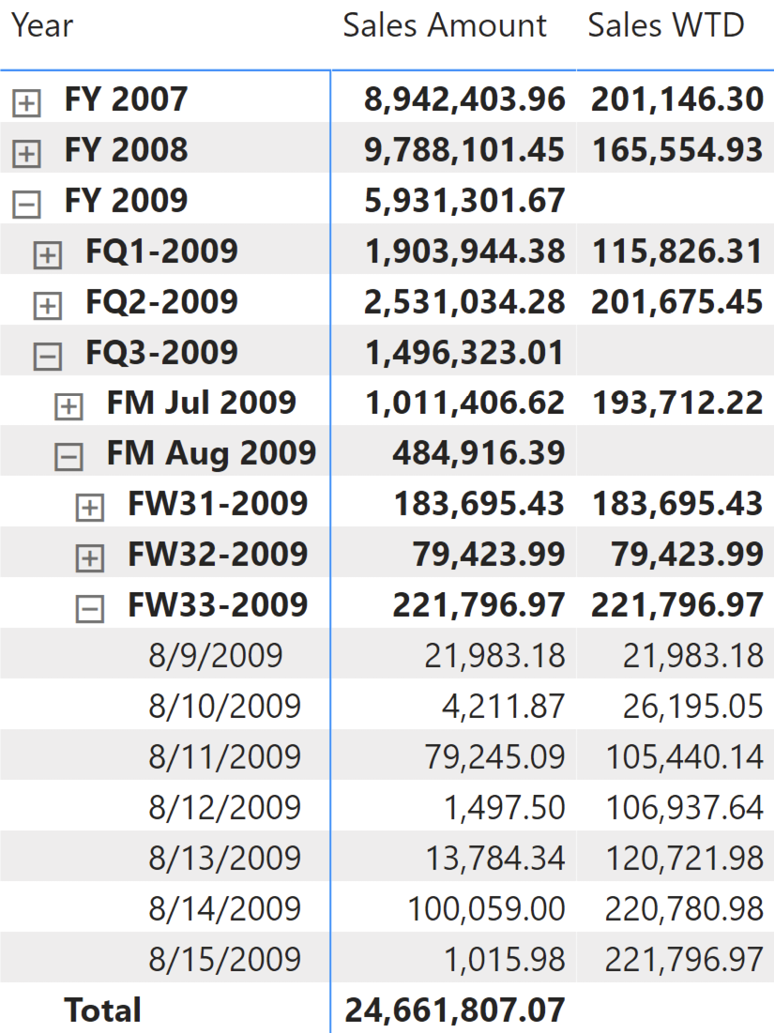 Year Sales Amount Sales WTD
FY 2007 8,942,403.96 201,146.30
FY 2008 9,788,101.45 165,554.93
FY 2009 5,931,301.67
FQ1-2009 1,903,944.38 115,826.31
FQ2-2009 2,531,034.28 201,675.45
FQ3-2009 1,496,323.01
FM Jul 2009 1,011,406.62 193,712.22
FM Aug 2009 484,916.39
FW31-2009 183,695.43 183,695.43
FW32-2009 79,423.99 79,423.99
FW33-2009 221,796.97 221,796.97
8/9/2009 21,983.18 21,983.18
8/10/2009 4,211.87 26,195.05
8/11/2009 79,245.09 105,440.14
8/12/2009 1,497.50 106,937.64
8/13/2009 13,784.34 120,721.98
8/14/2009 100,059.00 220,780.98
8/15/2009 1,015.98 221,796.97
Total 24,661,807.07